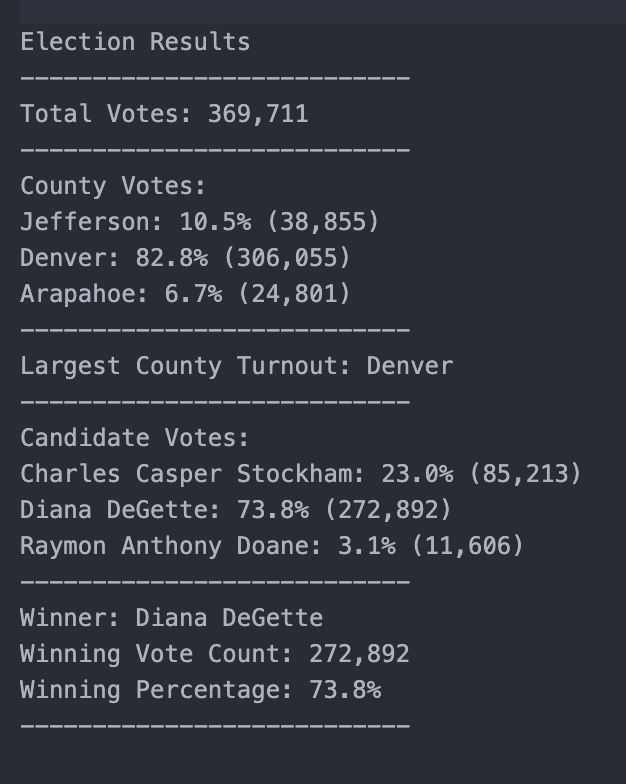 Election Results
---------------------------
Total Votes: 369,711
---------------------------
County Votes:
Jefferson: 10.5% (38,855)
Denver: 82.8% (306,055)
Arapahoe: 6.7% (24,801)
---------------------------
Largest County Turnout: Denver
---------------------------
Candidate Votes:
Charles Casper Stockham: 23.0% (85,213)
Diana DeGette: 73.8% (272,892)
Raymon Anthony Doane: 3.1% (11,606)
---------------------------
Winner: Diana DeGette
Winning Vote Count: 272,892
Winning Percentage: 73.8%
---------------------------